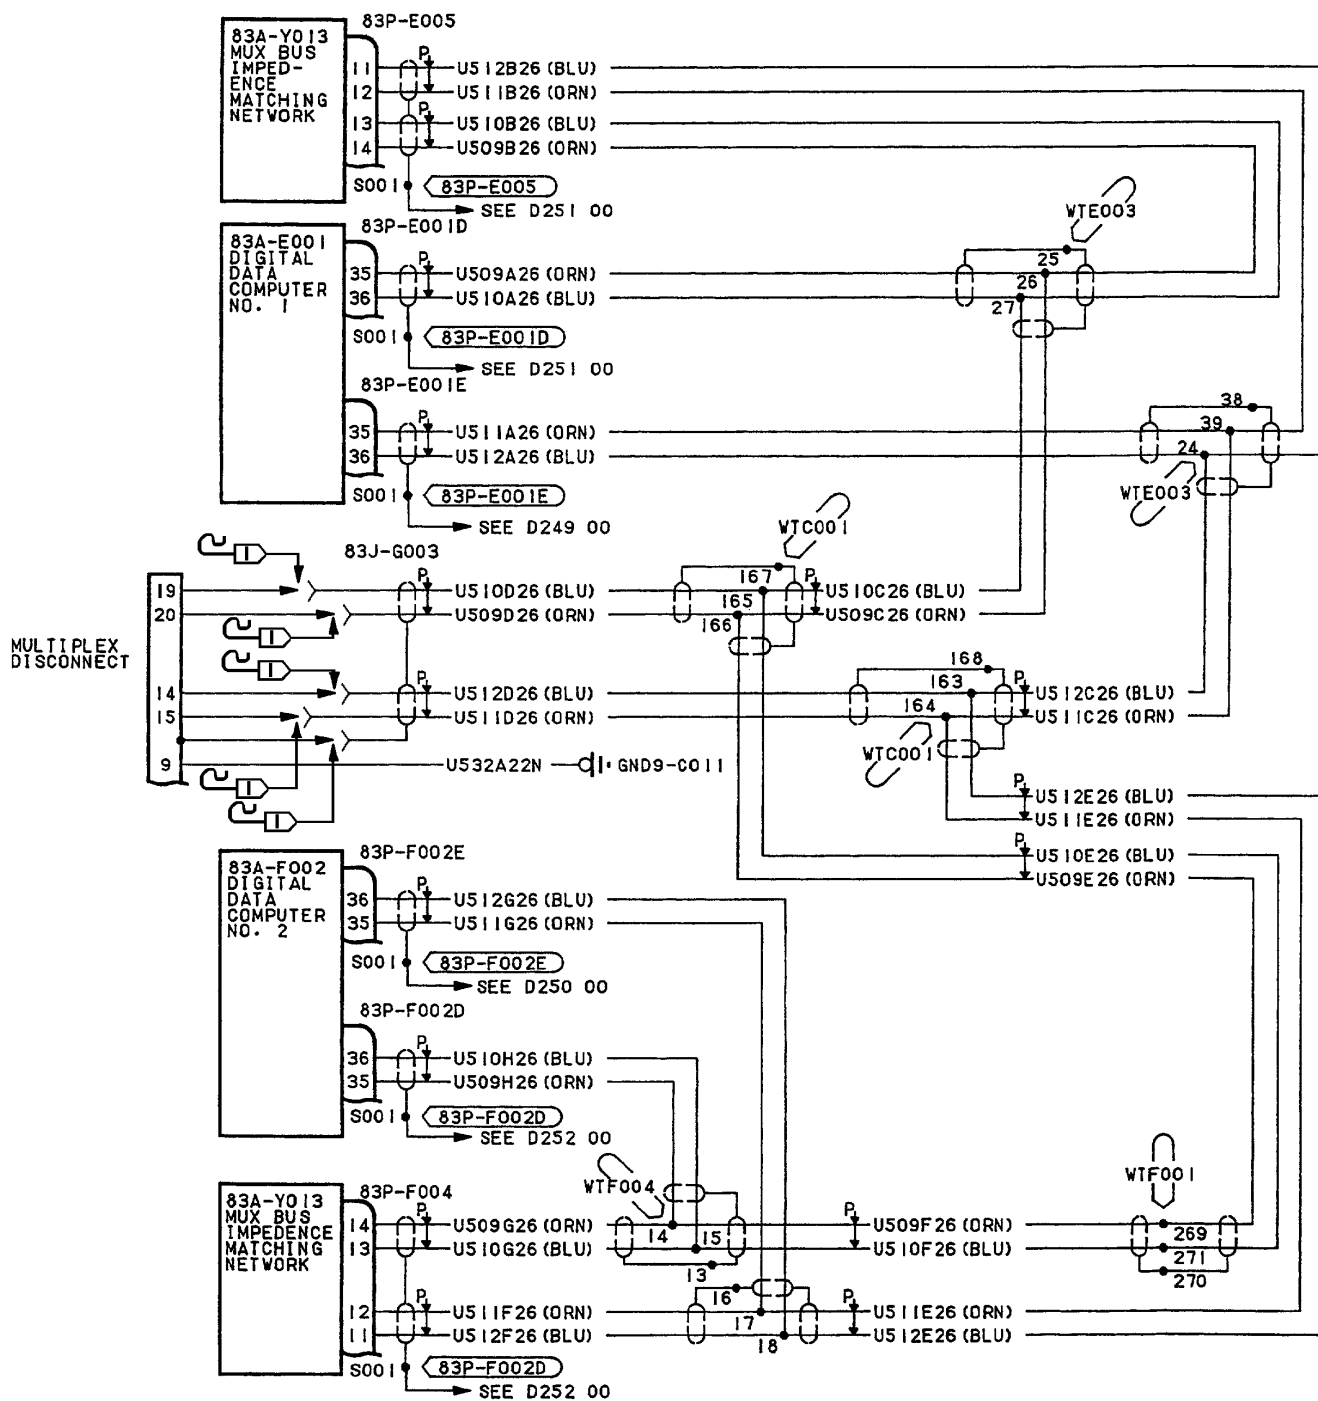 83P-E005
83A-Y013
MUX BUS
IMPED-
ENCE
MATCHING
NETWORK
11
12
13
14
P
U512B26 (BLU)
U511B26 (ORN)
P
U510B26 (BLU)
U509B26 (ORN)
S001
83P-E005
SEE D251 00
83P-E001D
83A-E001
DIGITAL
DATA
COMPUTER
NO. 1
35
36
P
U509A26 (ORN)
U510A26 (BLU)
S001
83P-E001D
SEE D251 00
WTE003
25
26
27
83P-E001E
35
36
P
U511A26 (ORN)
U512A26 (BLU)
S001
83P-E001E
SEE D249 00
38
39
24
WTE003
83J-G003
MULTIPLEX
DISCONNECT
19
20
14
15
9
1
1
1
1
1
P
U510D26 (BLU)
U509D26 (ORN)
WTC001
167
165
166
P
U510C26 (BLU)
U509C26 (ORN)
P
U512D26 (BLU)
U511D26 (ORN)
168
163
164
WTC001
P
U512C26 (BLU)
U511C26 (ORN)
U532A22N
GND9-C011
P
U512E26 (BLU)
U511E26 (ORN)
P
U510E26 (BLU)
U509E26 (ORN)
83P-F002E
83A-F002
DIGITAL
DATA
COMPUTER
NO. 2
36
35
P
U512G26 (BLU)
U511G26 (ORN)
S001
83P-F002E
SEE D250 00
83P-F002D
36
35
P
U510H26 (BLU)
U509H26 (ORN)
S001
83P-F002D
SEE D252 00
83P-F004
83A-Y013
MUX BUS
IMPEDENCE
MATCHING
NETWORK
14
13
12
11
P
U509G26 (ORN)
U510G26 (BLU)
WTF004
14
15
13
P
U509F26 (ORN)
U510F26 (BLU)
WTF001
269
271
270
P
U511F26 (ORN)
U512F26 (BLU)
16
17
18
P
U511E26 (ORN)
U512E26 (BLU)
S001
83P-F002D
SEE D252 00